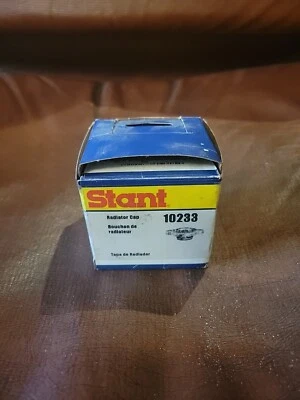 Stant
Radiator Cap
10233
Bouchon de
radiateur
Tapa de Radiador